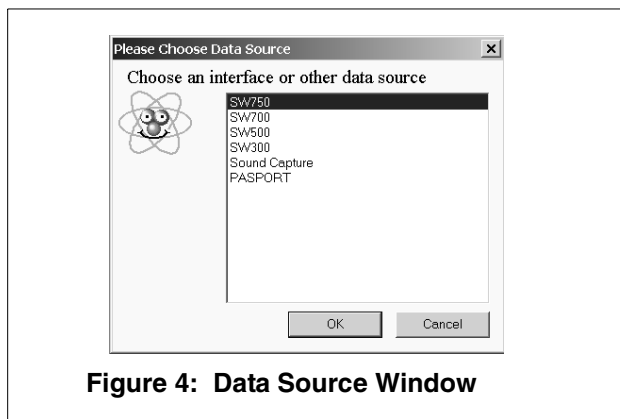 Please Choose Data Source
Choose an interface or other data source
SW750
SW700
SW500
SW300
Sound Capture
PASPORT
OK Cancel
Figure 4: Data Source Window